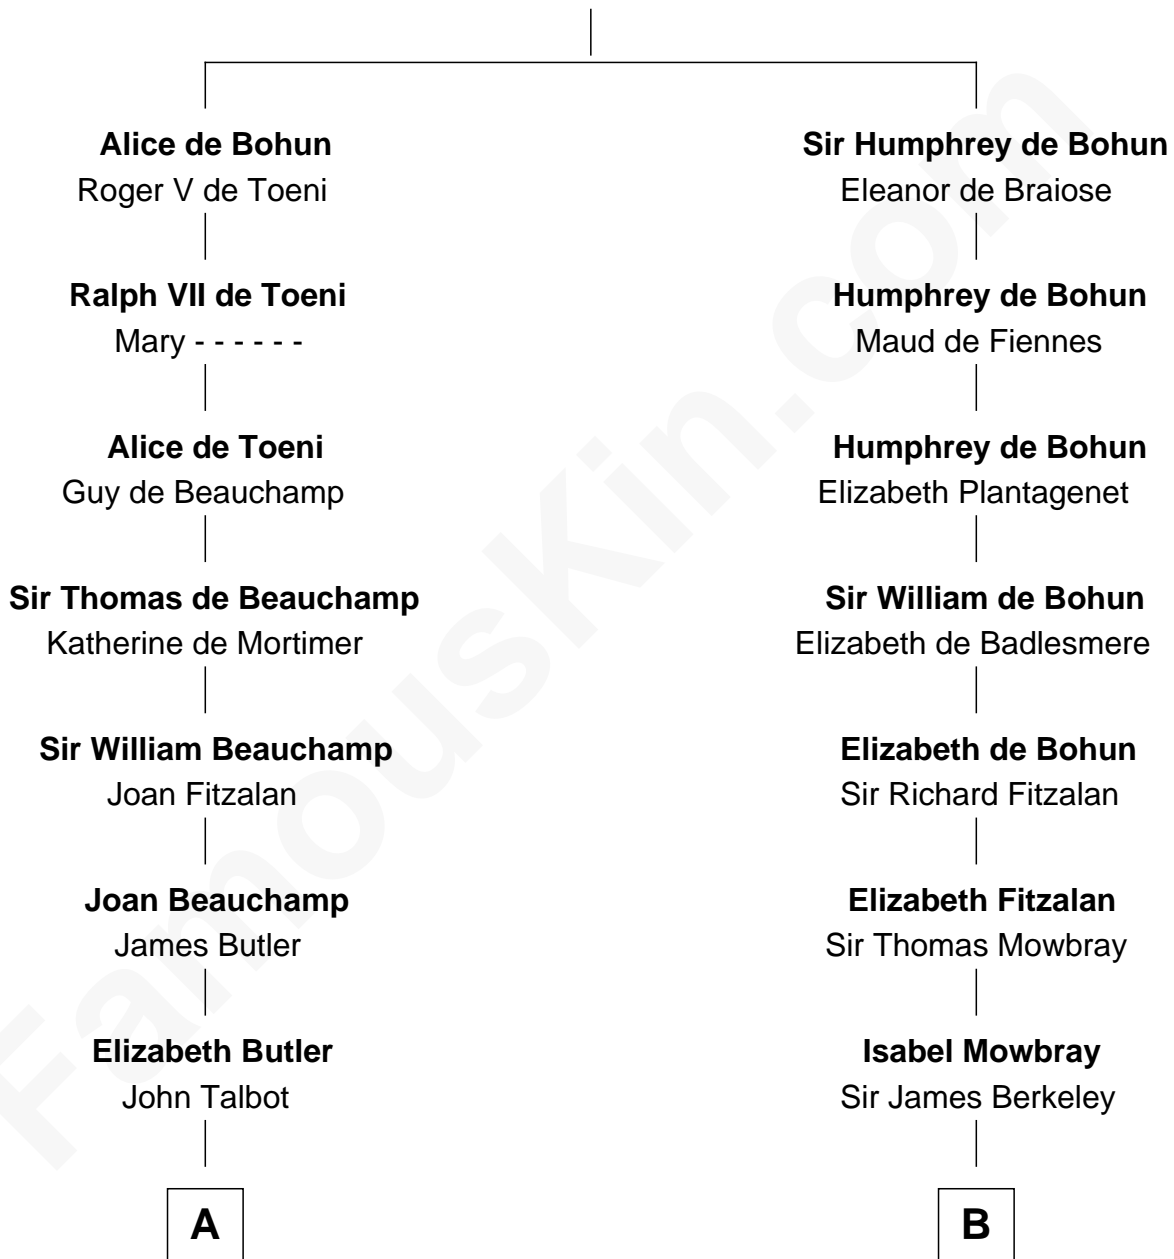 Alice de Bohun
Roger V de Toeni
Ralph VII de Toeni
Mary - - - - - -
Alice de Toeni
Guy de Beauchamp
Sir Thomas de Beauchamp
Katherine de Mortimer
Sir William Beauchamp
Joan Fitzalan
Joan Beauchamp
James Butler
Elizabeth Butler
John Talbot
A
Sir Humphrey de Bohun
Eleanor de Braiose
Humphrey de Bohun
Maud de Fiennes
Humphrey de Bohun
Elizabeth Plantagenet
Sir William de Bohun
Elizabeth de Badlesmere
Elizabeth de Bohun
Sir Richard Fitzalan
Elizabeth Fitzalan
Sir Thomas Mowbray
Isabel Mowbray
Sir James Berkeley
B
FamousKin.com